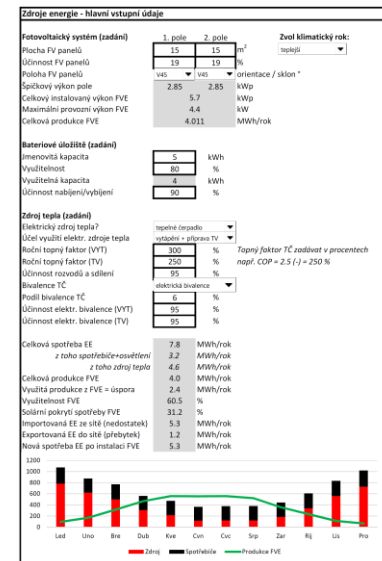 Zdroje energie - hlavní vstupní údaje
Fotovoltaický systém (zadání) 1. pole 2. pole Zvol klimatický rok:
Plocha FV panelů 15 15 m² teplejší
Účinnost FV panelů 19 19 %
Poloha FV panelů V45 V45 orientace / sklon °
Špičkový výkon pole 2.85 2.85 kWp
Celkový instalovaný výkon FVE 5.7 kWp
Maximální provozní výkon FVE 4.4 kW
Celková produkce FVE 4.011 MWh/rok
Bateriové úložiště (zadání)
Jmenovitá kapacita 5 kWh
Využitelnost 80 %
Využitelná kapacita 4 kWh
Účinnost nabíjení/vybíjení 90 %
Zdroj tepla (zadání)
Elektrický zdroj tepla? tepelné čerpadlo
Účel využití elektr. zdroje tepla vytápění + příprava TV
Roční topný faktor (VYT) 300 % Topný faktor TČ zadávat v procentech
Roční topný faktor (TV) 250 % např. COP = 2.5 (-) = 250 %
Účinnost rozvodů a sdílení 95 %
Bivalence TČ elektrická bivalence
Podíl bivalence TČ 6 %
Účinnost elektr. bivalence (VYT) 95 %
Účinnost elektr. bivalence (TV) 95 %
Celková spotřeba EE 7.8 MWh/rok
z toho spotřebiče+osvětlení 3.2 MWh/rok
z toho zdroj tepla 4.6 MWh/rok
Celková produkce FVE 4.0 MWh/rok
Využitá produkce z FVE = úspora 2.4 MWh/rok
Využitelnost FVE 60.5 %
Solární pokrytí spotřeby FVE 31.2 %
Importovaná EE ze sítě (nedostatek) 5.3 MWh/rok
Exportovaná EE do sítě (přebytek) 1.2 MWh/rok
Nová spotřeba EE po instalaci FVE 5.3 MWh/rok
1200
1000
800
600
400
200
0
Led Uno Bre Dub Kve Cvn Cvc Srp Zar Rij Lis Pro
Zdroj Spotřebiče Produkce FVE